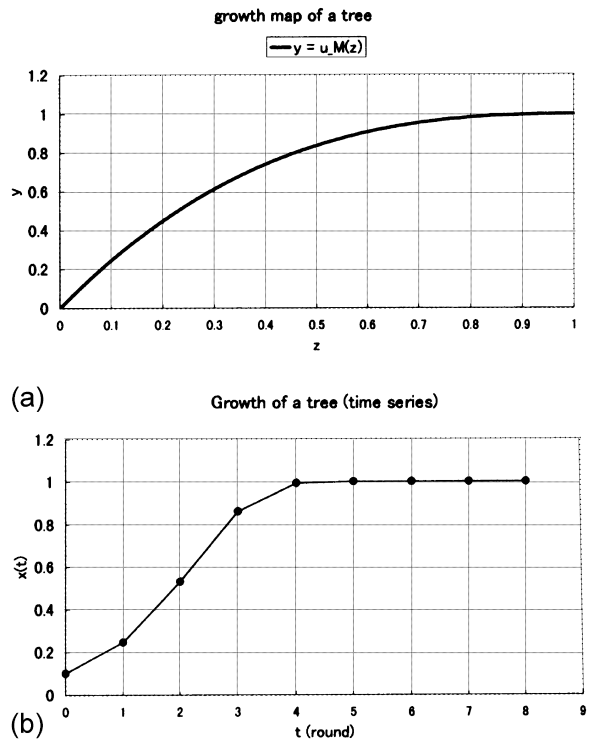 growth map of a tree
y = u_M(z)
1.2
1
0.8
0.6
0.4
0.2
0
y
0 0.1 0.2 0.3 0.4 0.5 0.6 0.7 0.8 0.9 1
z
(a)
Growth of a tree (time series)
1.2
1
0.8
0.6
0.4
0.2
0
x(t)
0 1 2 3 4 5 6 7 8 9
t (round)
(b)